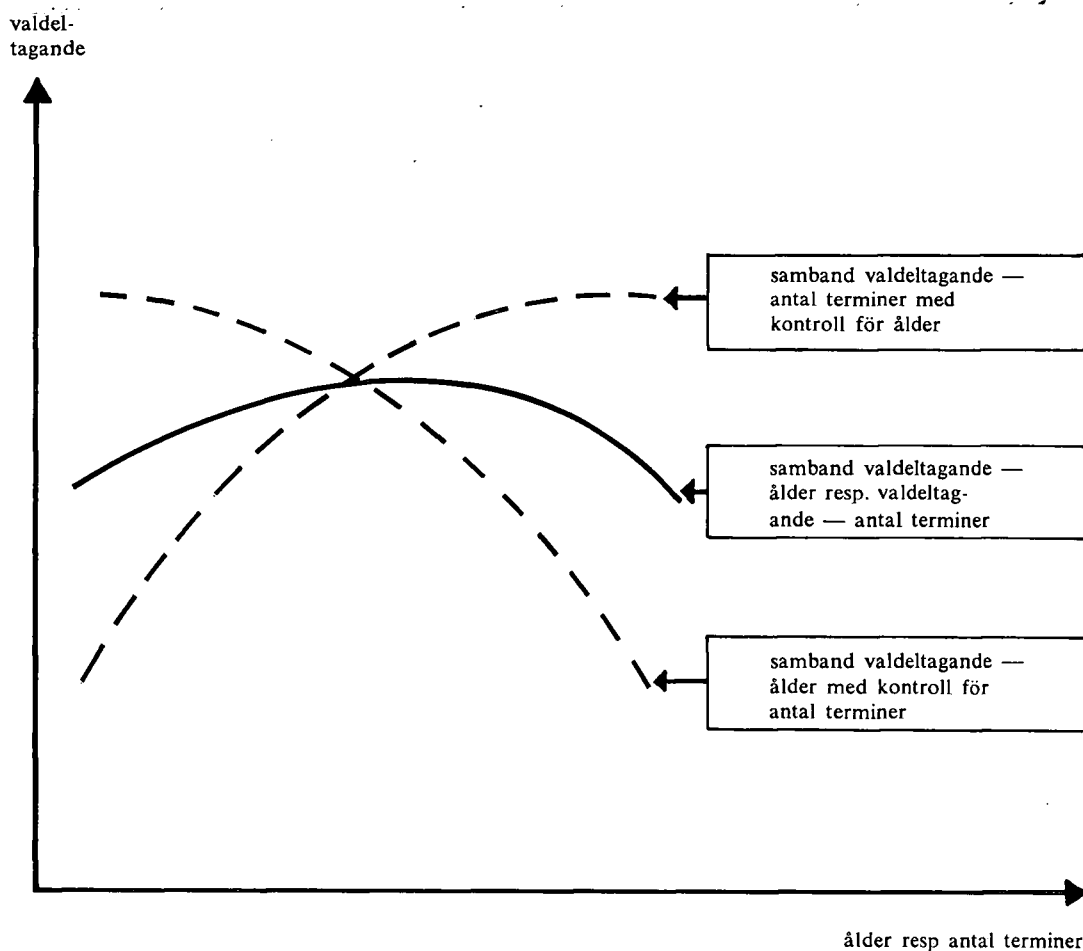 valdel-
tagande
samband valdeltagande —
antal terminer med
kontroll för ålder
samband valdeltagande —
ålder resp. valdeltag-
ande — antal terminer
samband valdeltagande —
ålder med kontroll för
antal terminer
ålder resp antal terminer